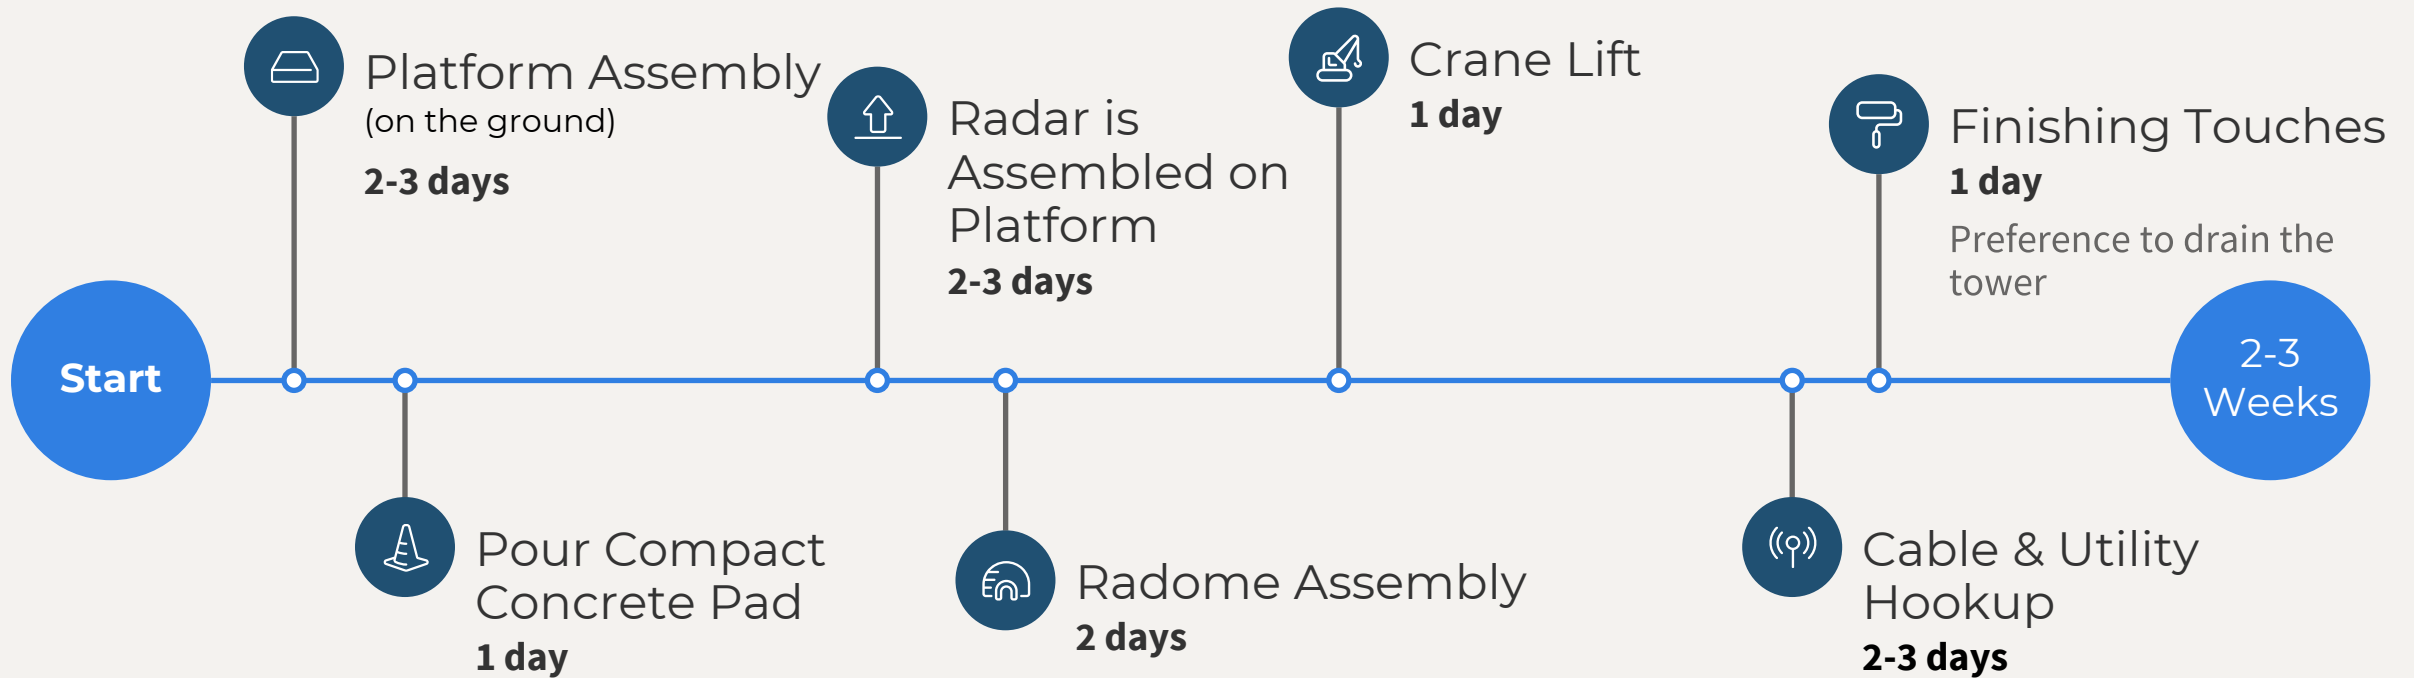 Start
Platform Assembly
(on the ground)
2-3 days
Pour Compact
Concrete Pad
1 day
Radar is
Assembled on
Platform
2-3 days
Radome Assembly
2 days
Crane Lift
1 day
Cable & Utility
Hookup
2-3 days
Finishing Touches
1 day
Preference to drain the
tower
2-3
Weeks